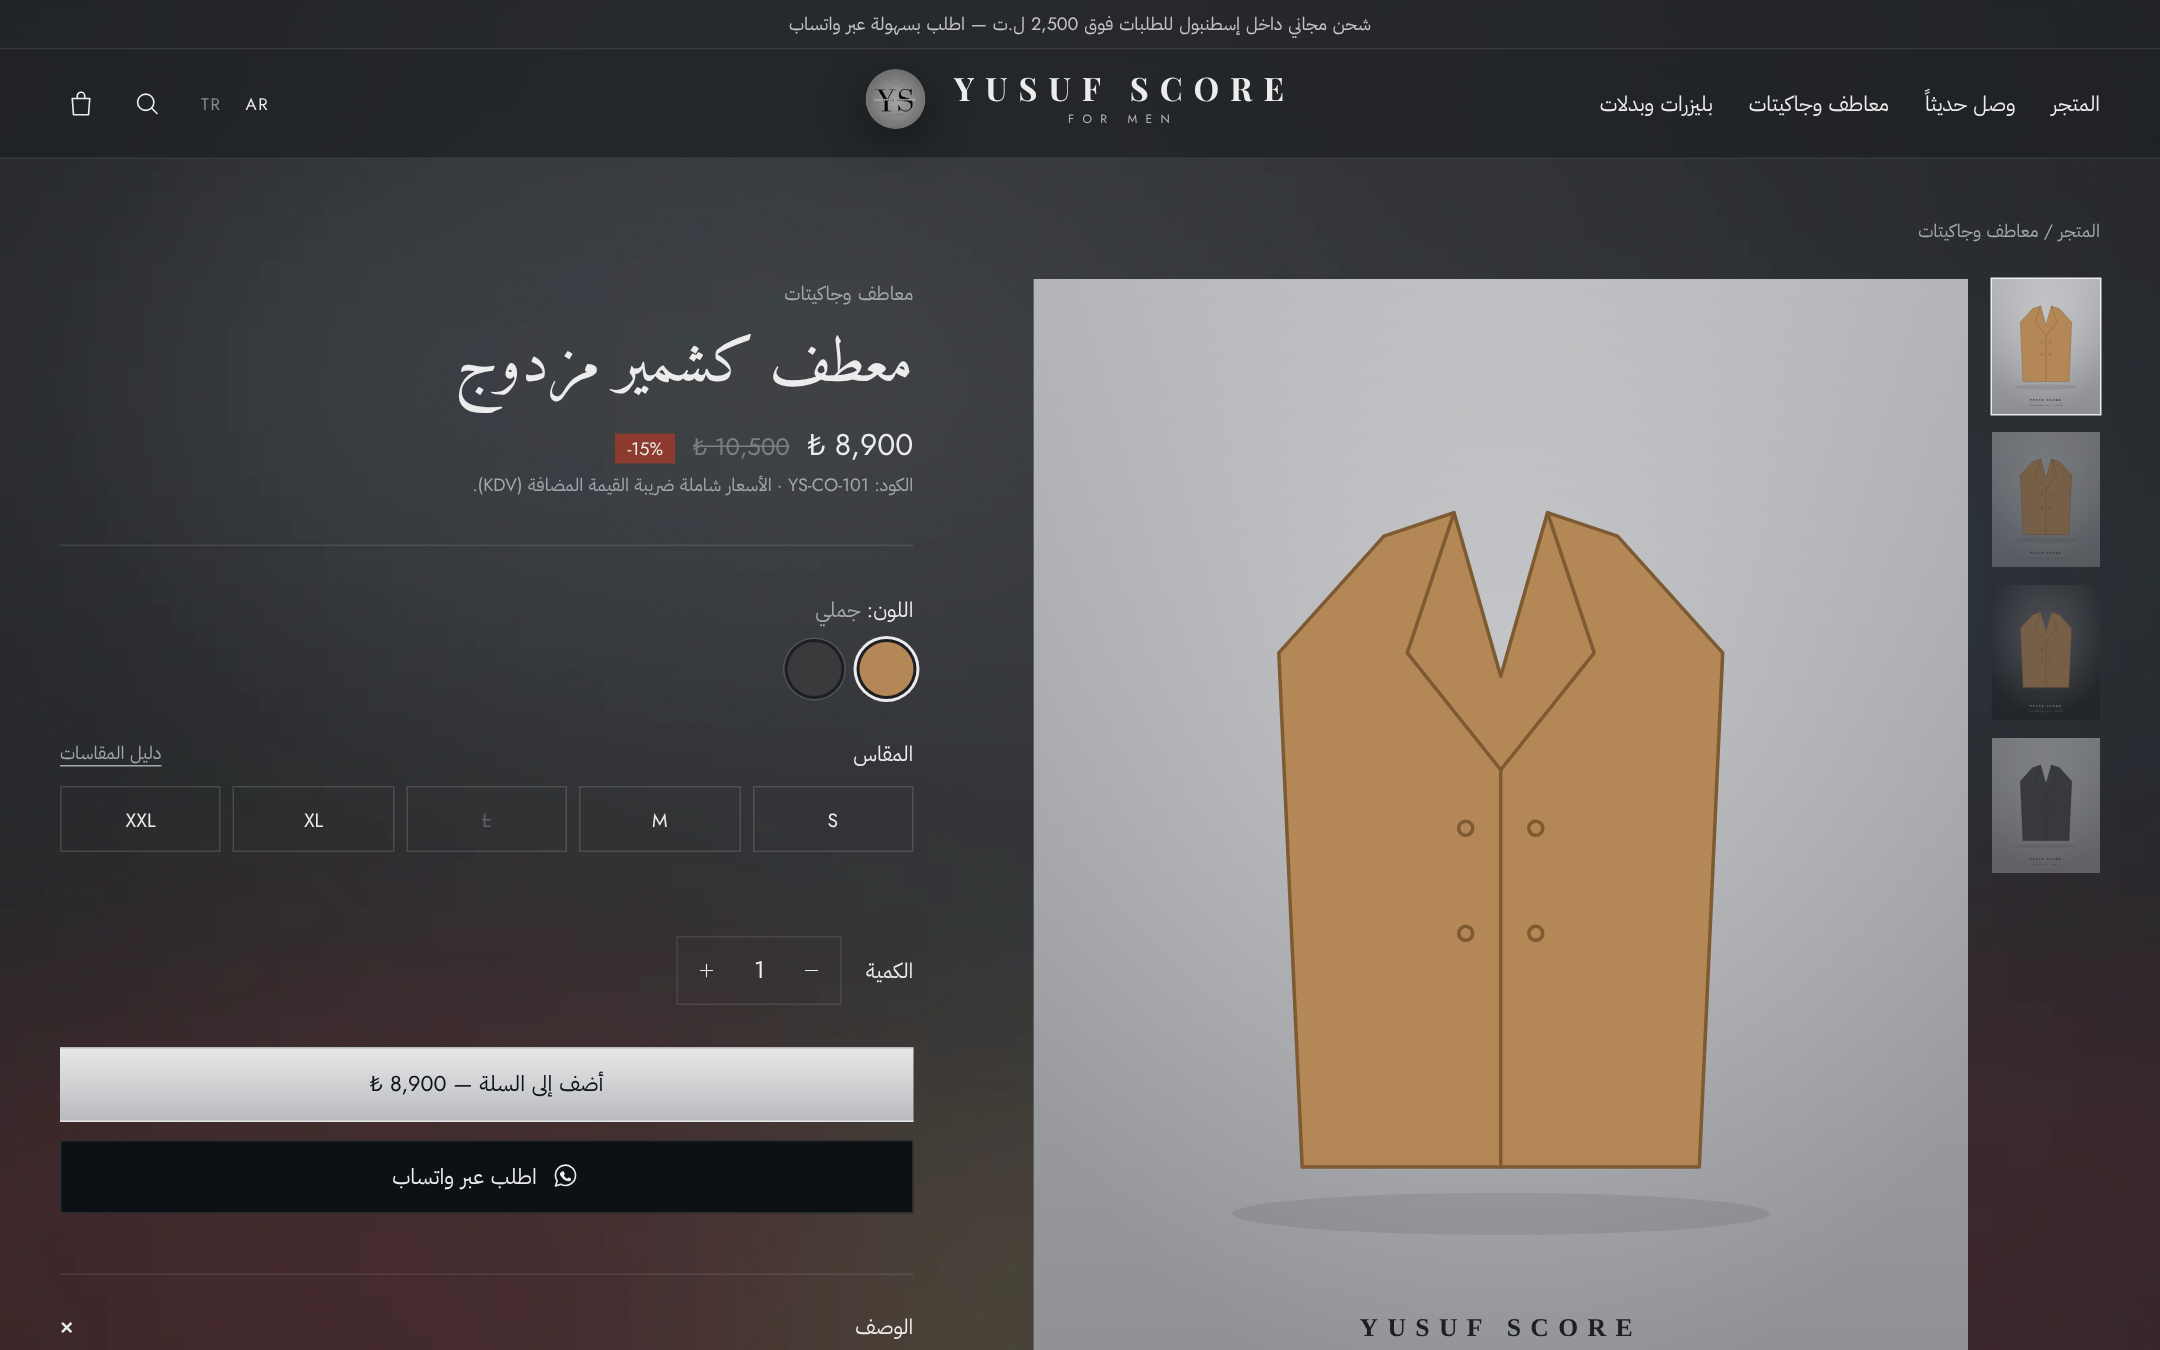 شحن مجاني داخل إسطنبول للطلبات فوق 2,500 ل.ت — اطلب بسهولة عبر واتساب
المتجر
وصل حديثاً
معاطف وجاكيتات
بليزرات وبدلات
YS
YUSUF SCORE
FOR MEN
AR
TR
المتجر / معاطف وجاكيتات
معاطف وجاكيتات
معطف كشمير مزدوج
8,900 ₺ 10,500 ₺ -15%
الكود: YS-CO-101 · الأسعار شاملة ضريبة القيمة المضافة (KDV).
اللون: جملي
المقاس
دليل المقاسات
S
M
L
XL
XXL
الكمية
− 1 +
أضف إلى السلة — 8,900 ₺
اطلب عبر واتساب
الوصف
×
YUSUF SCORE